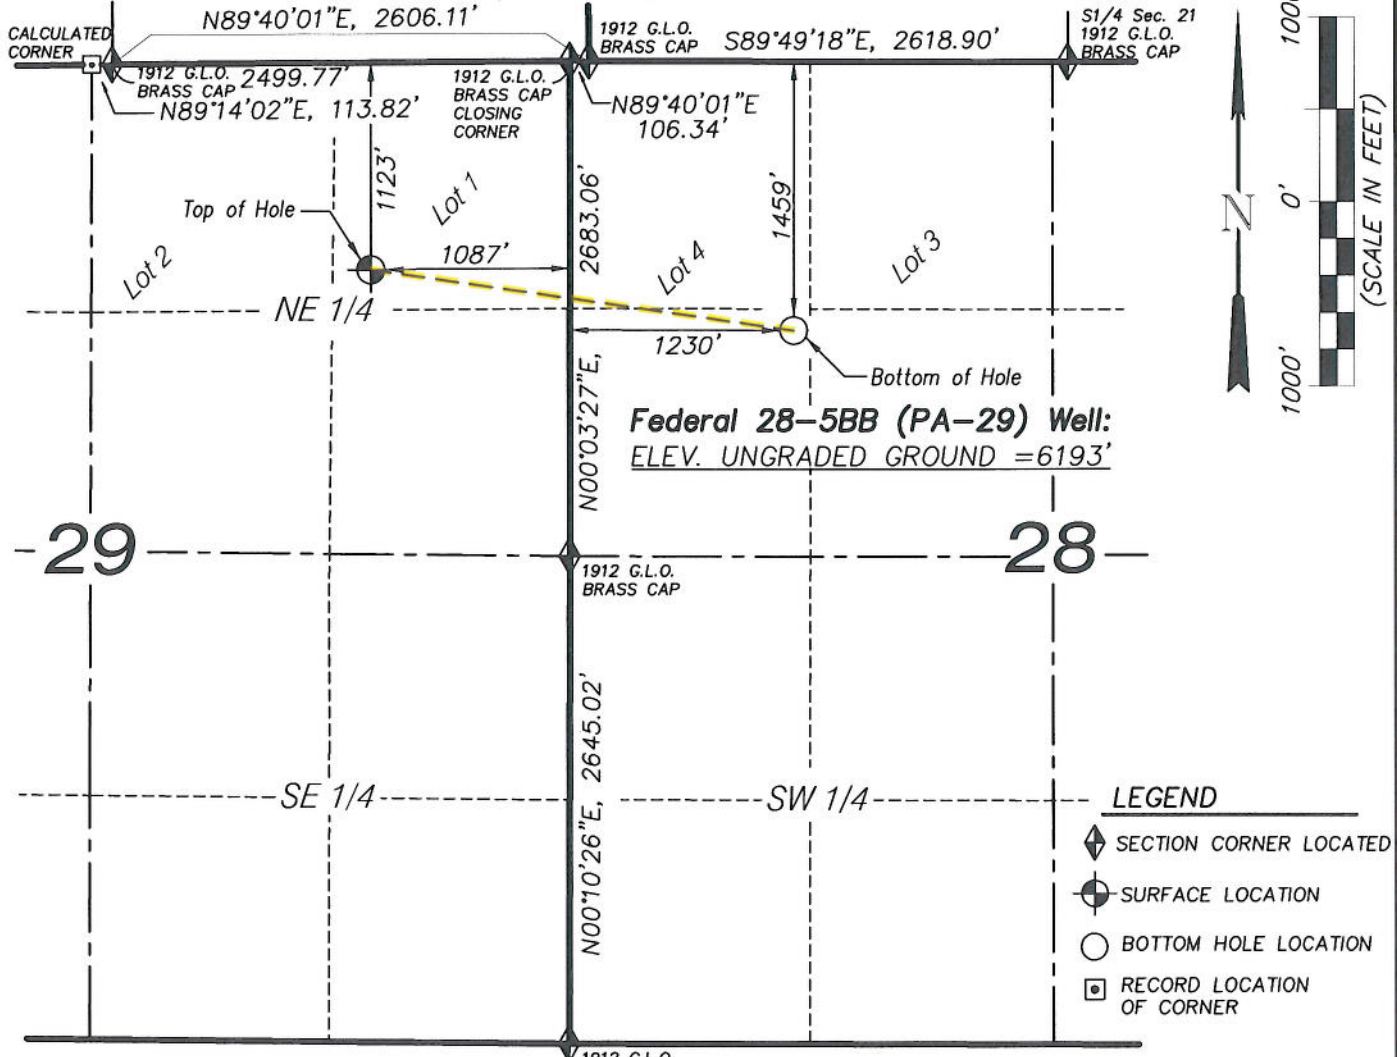 N89°40'01"E, 2606.11'
CALCULATED
CORNER
1912 G.L.O.
BRASS CAP
S89°49'18"E, 2618.90'
S1/4 Sec. 21
1912 G.L.O.
BRASS CAP
1912 G.L.O.
BRASS CAP
2499.77'
1912 G.L.O.
BRASS CAP
CLOSING
CORNER
N89°14'02"E, 113.82'
N89°40'01"E
106.34'
1123'
Lot 1
2683.06'
1459'
Top of Hole
Lot 2
1087'
Lot 4
Lot 3
NE 1/4
1230'
Bottom of Hole
N00°03'27"E,
Federal 28-5BB (PA-29) Well:
ELEV. UNGRADED GROUND =6193'
N
0'
1000'
(SCALE IN FEET)
29
28
1912 G.L.O.
BRASS CAP
N00°10'26"E, 2645.02'
SE 1/4
SW 1/4
LEGEND
SECTION CORNER LOCATED
SURFACE LOCATION
BOTTOM HOLE LOCATION
RECORD LOCATION
OF CORNER